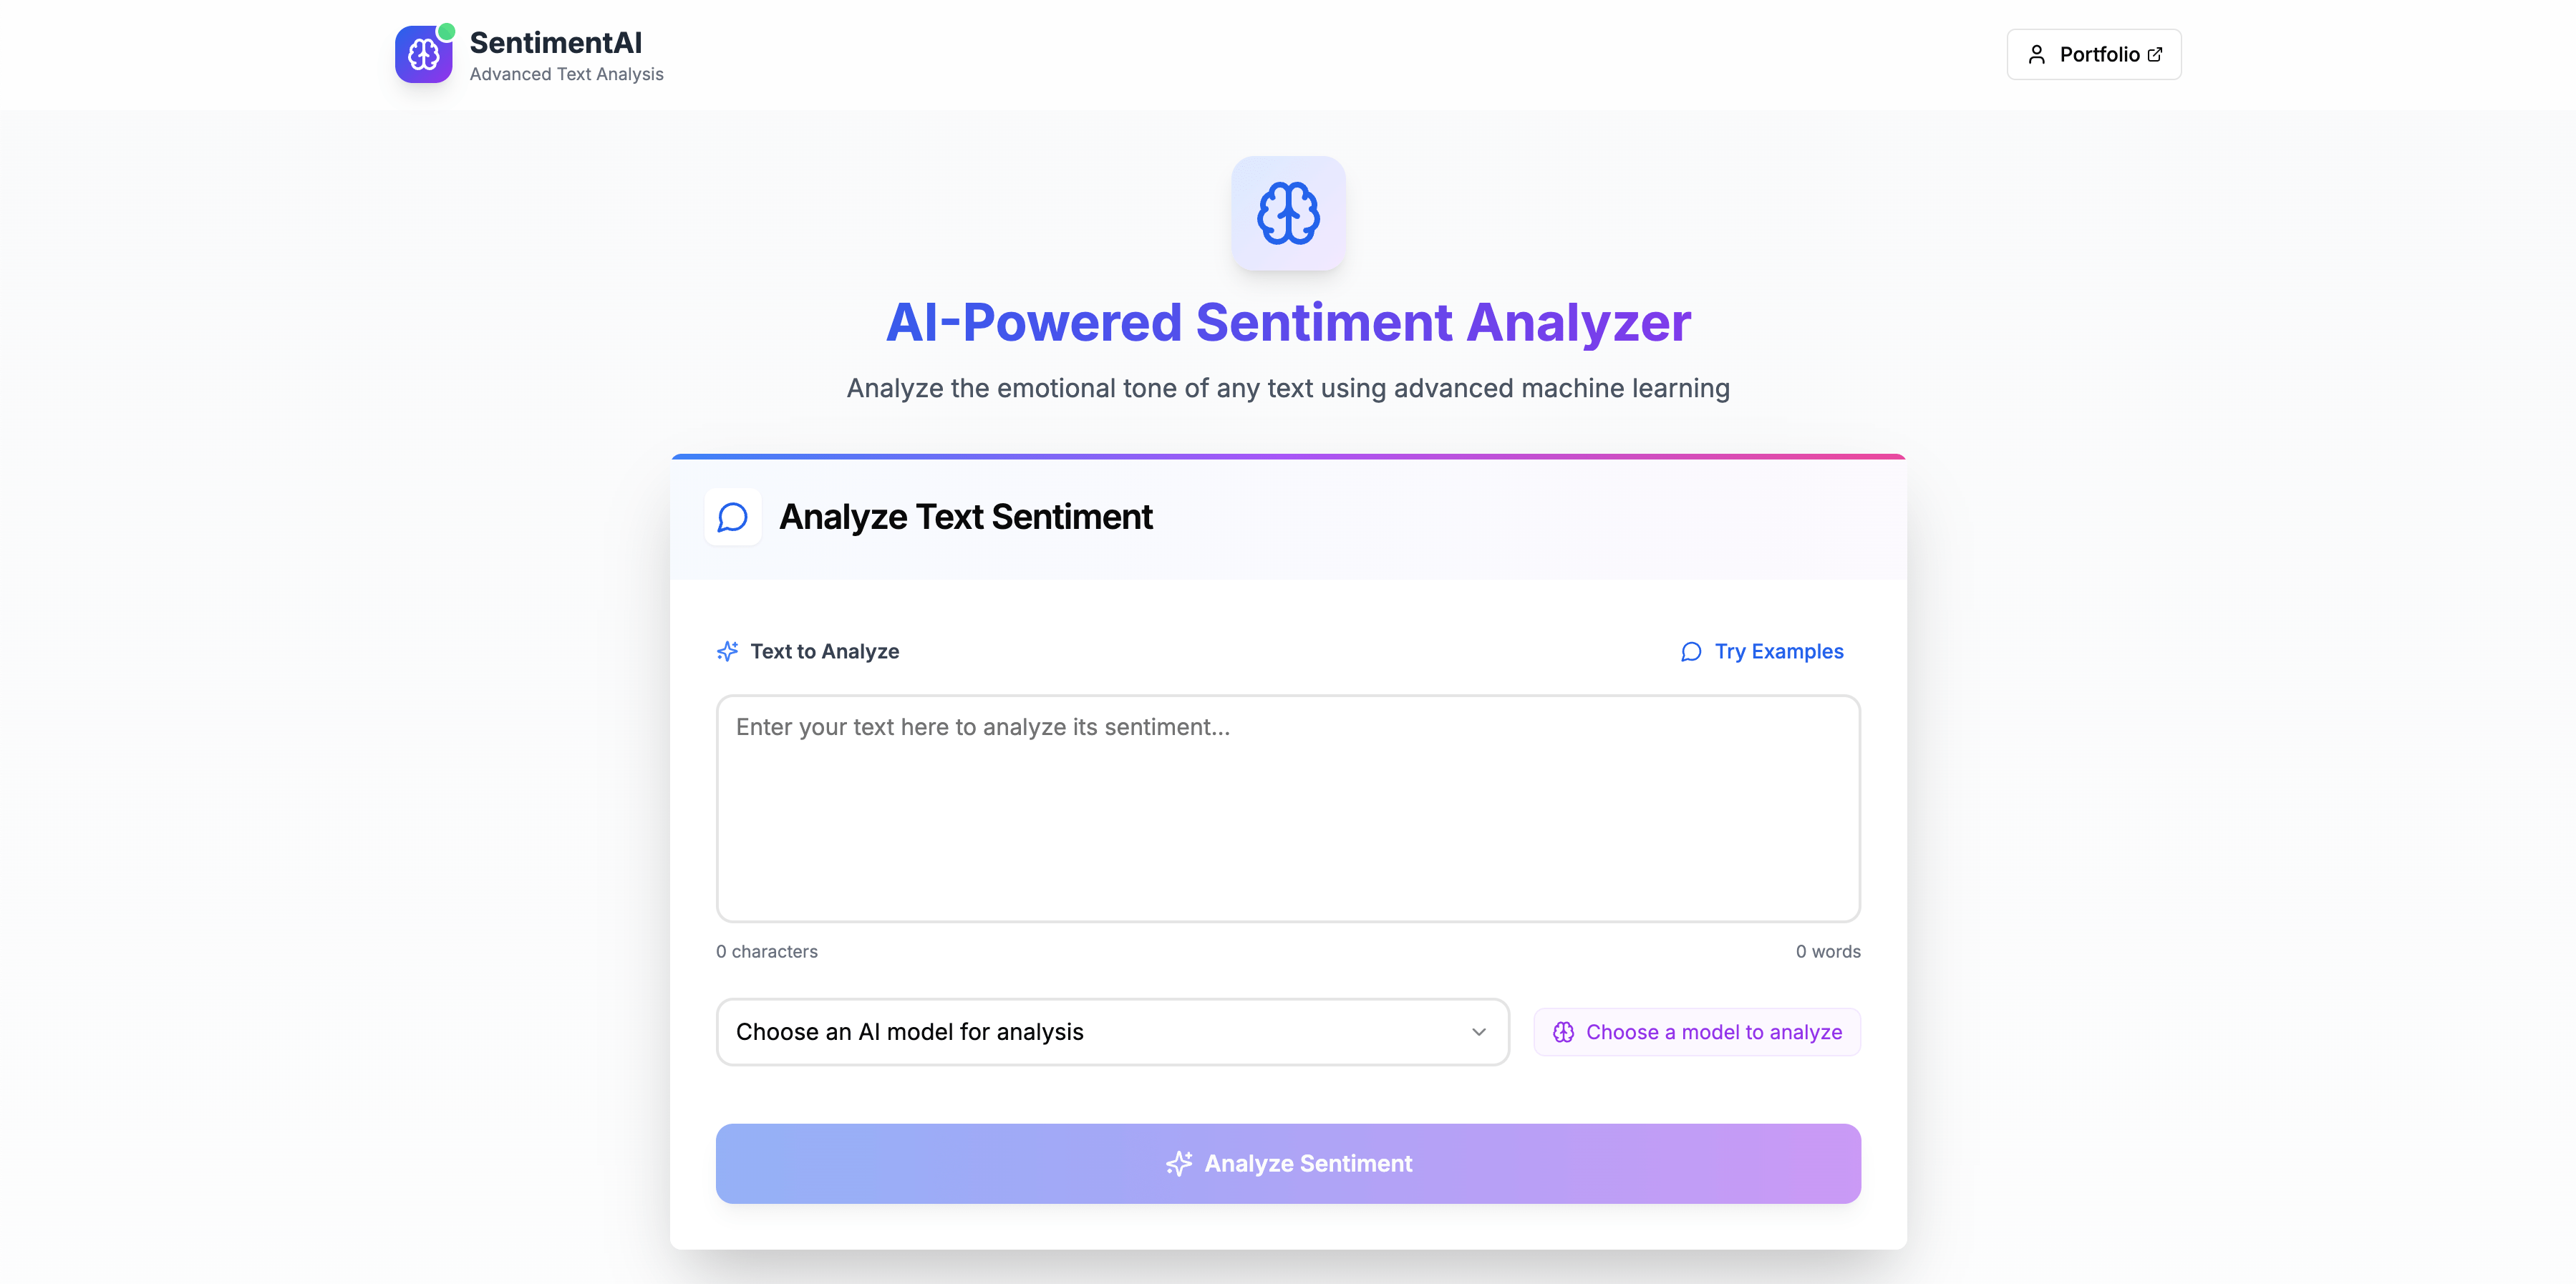 SentimentAI
Advanced Text Analysis
Portfolio
AI-Powered Sentiment Analyzer
Analyze the emotional tone of any text using advanced machine learning
Analyze Text Sentiment
Text to Analyze
Try Examples
Enter your text here to analyze its sentiment...
0 characters
0 words
Choose an AI model for analysis
Choose a model to analyze
Analyze Sentiment